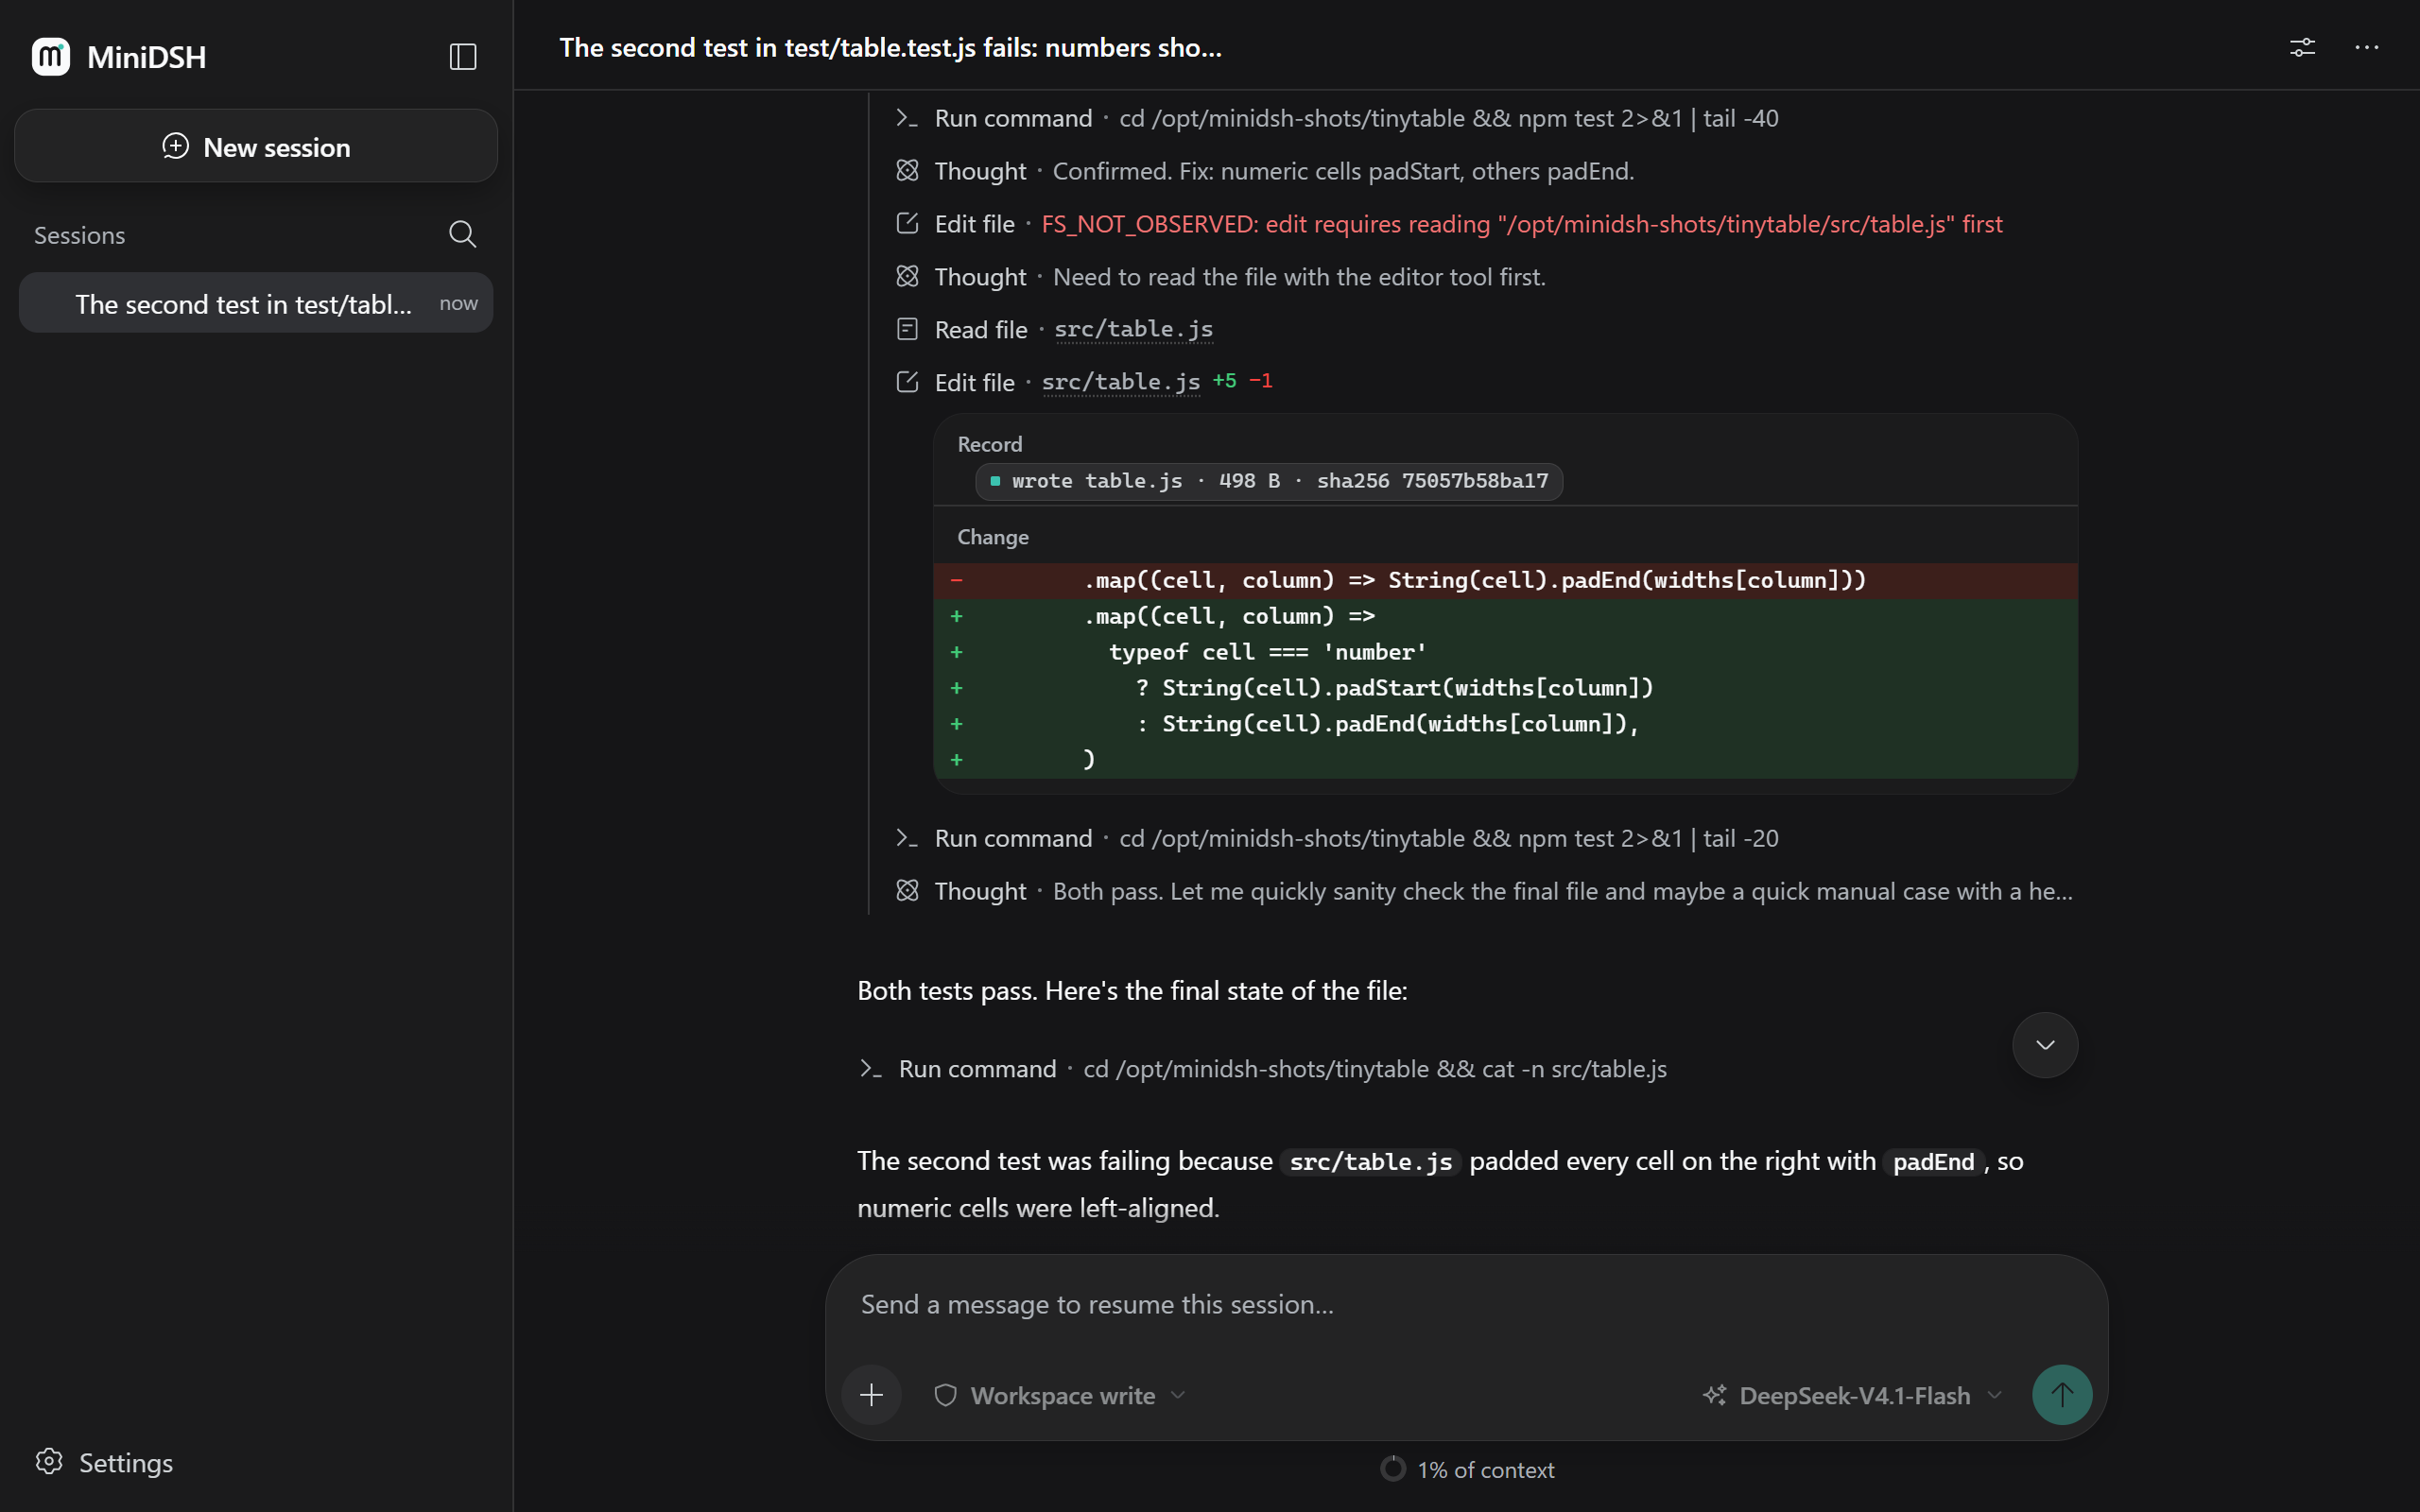 MiniDSH
New session
Sessions
The second test in test/tabl... now
Settings
The second test in test/table.test.js fails: numbers sho...
Run command · cd /opt/minidsh-shots/tinytable && npm test 2>&1 | tail -40
Thought · Confirmed. Fix: numeric cells padStart, others padEnd.
Edit file · FS_NOT_OBSERVED: edit requires reading "/opt/minidsh-shots/tinytable/src/table.js" first
Thought · Need to read the file with the editor tool first.
Read file · src/table.js
Edit file · src/table.js +5 −1
Record
wrote table.js · 498 B · sha256 75057b58ba17
Change
−         .map((cell, column) => String(cell).padEnd(widths[column]))
+         .map((cell, column) =>
+           typeof cell === 'number'
+             ? String(cell).padStart(widths[column])
+             : String(cell).padEnd(widths[column]),
+         )
Run command · cd /opt/minidsh-shots/tinytable && npm test 2>&1 | tail -20
Thought · Both pass. Let me quickly sanity check the final file and maybe a quick manual case with a he...
Both tests pass. Here's the final state of the file:
Run command · cd /opt/minidsh-shots/tinytable && cat -n src/table.js
The second test was failing because src/table.js padded every cell on the right with padEnd, so
numeric cells were left-aligned.
Send a message to resume this session...
Workspace write
DeepSeek-V4.1-Flash
1% of context